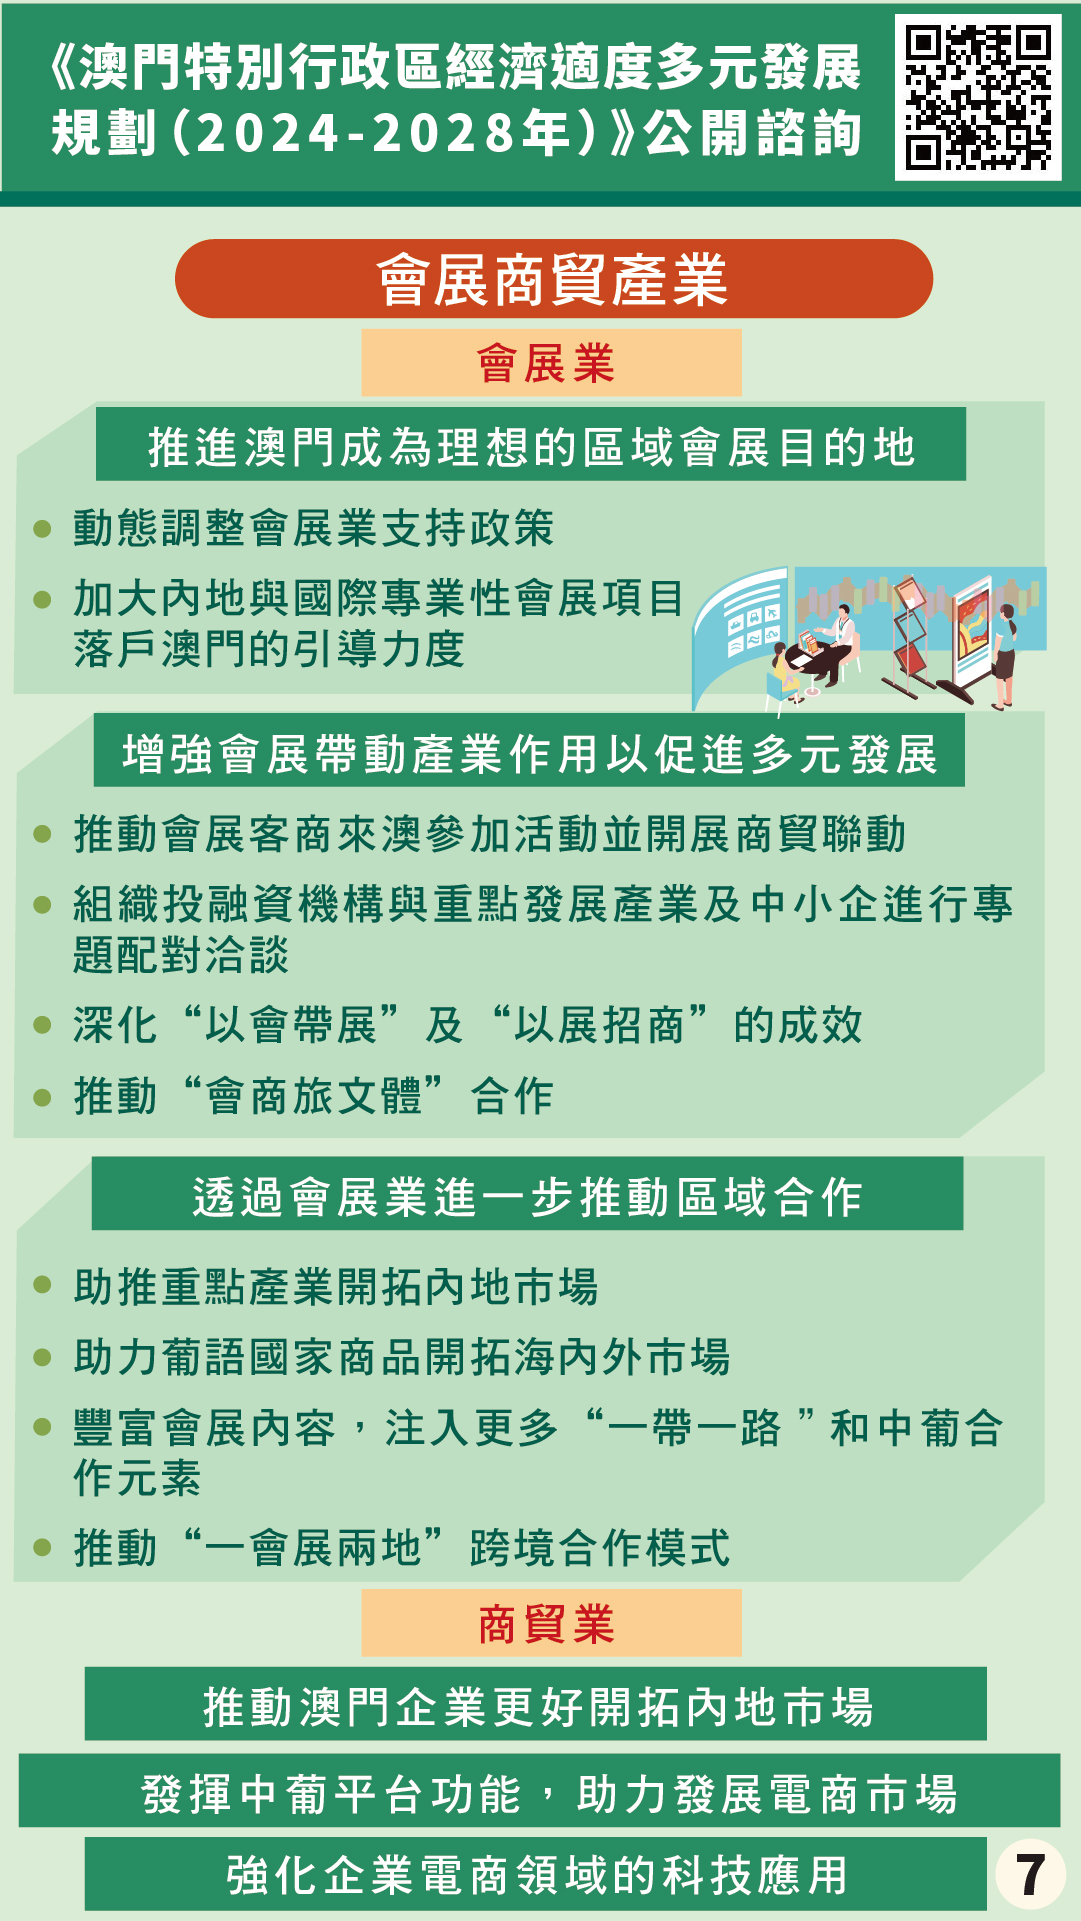 《澳門特別行政區經濟適度多元發展
規劃（2024-2028年）》公開諮詢
會展商貿產業
會展業
推進澳門成為理想的區域會展目的地
動態調整會展業支持政策
加大內地與國際專業性會展項目
落戶澳門的引導力度
增強會展帶動產業作用以促進多元發展
推動會展客商來澳參加活動並開展商貿聯動
組織投融資機構與重點發展產業及中小企進行專
題配對洽談
深化“以會帶展”及“以展招商”的成效
推動“會商旅文體”合作
透過會展業進一步推動區域合作
助推重點產業開拓內地市場
助力葡語國家商品開拓海內外市場
豐富會展內容，注入更多“一帶一路”和中葡合
作元素
推動“一會展兩地”跨境合作模式
商貿業
推動澳門企業更好開拓內地市場
發揮中葡平台功能，助力發展電商市場
強化企業電商領域的科技應用
7